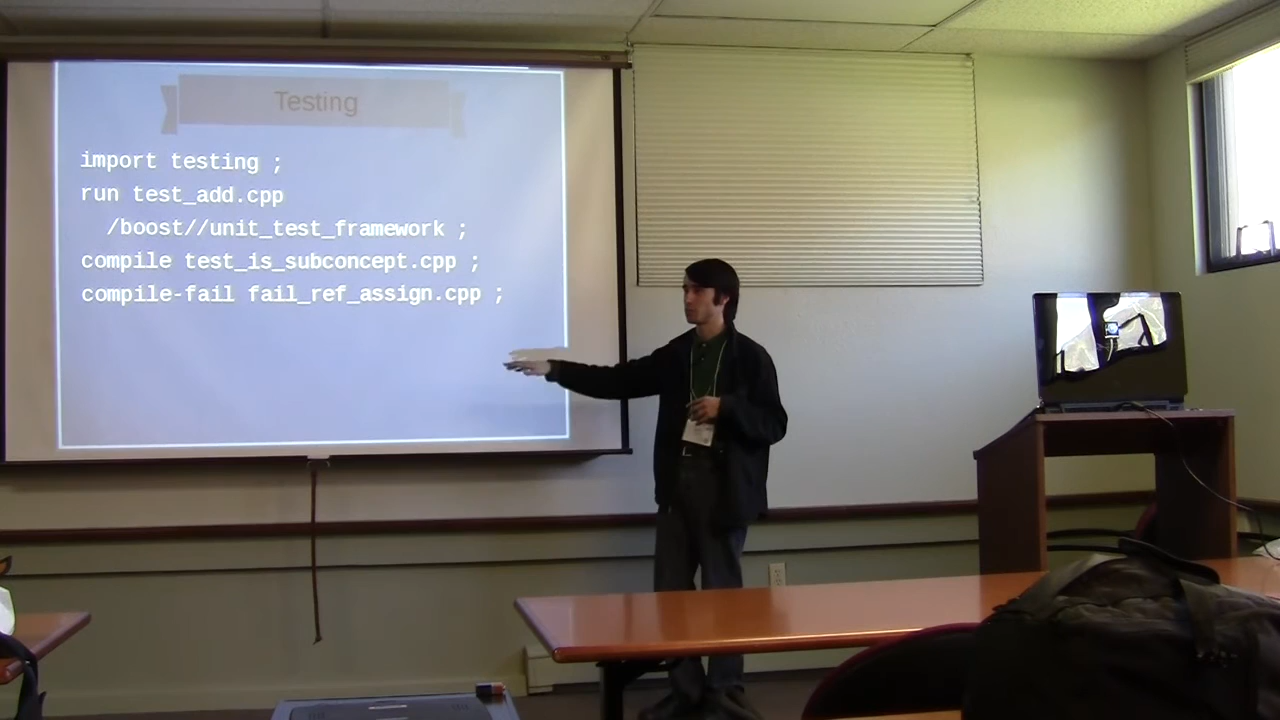 Testing
import testing ;
run test_add.cpp
/boost//unit_test_framework ;
compile test_is_subconcept.cpp ;
compile-fail fail_ref_assign.cpp ;